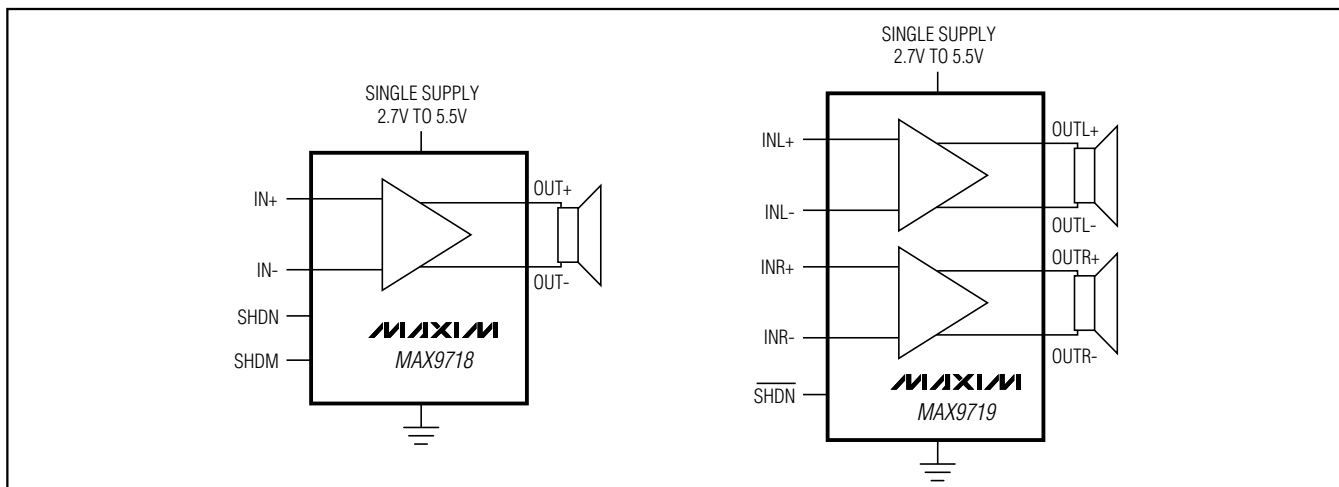 SINGLE SUPPLY
2.7V TO 5.5V
IN+
IN-
SHDN
SHDM
OUT+
OUT-
MAXIM
MAX9718
SINGLE SUPPLY
2.7V TO 5.5V
INL+
INL-
INR+
INR-
SHDN
OUTL+
OUTL-
OUTR+
OUTR-
MAXIM
MAX9719